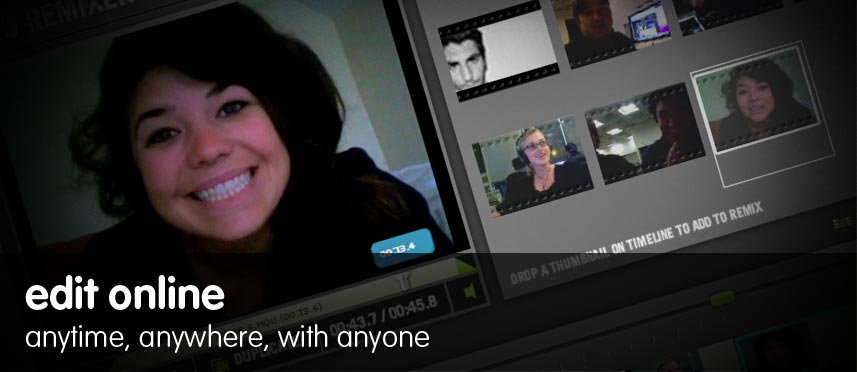 REMIXER
00:13.4
DROP A THUMBNAIL ON TIMELINE TO ADD TO REMIX
00:43.7 / 00:45.8
edit online
anytime, anywhere, with anyone